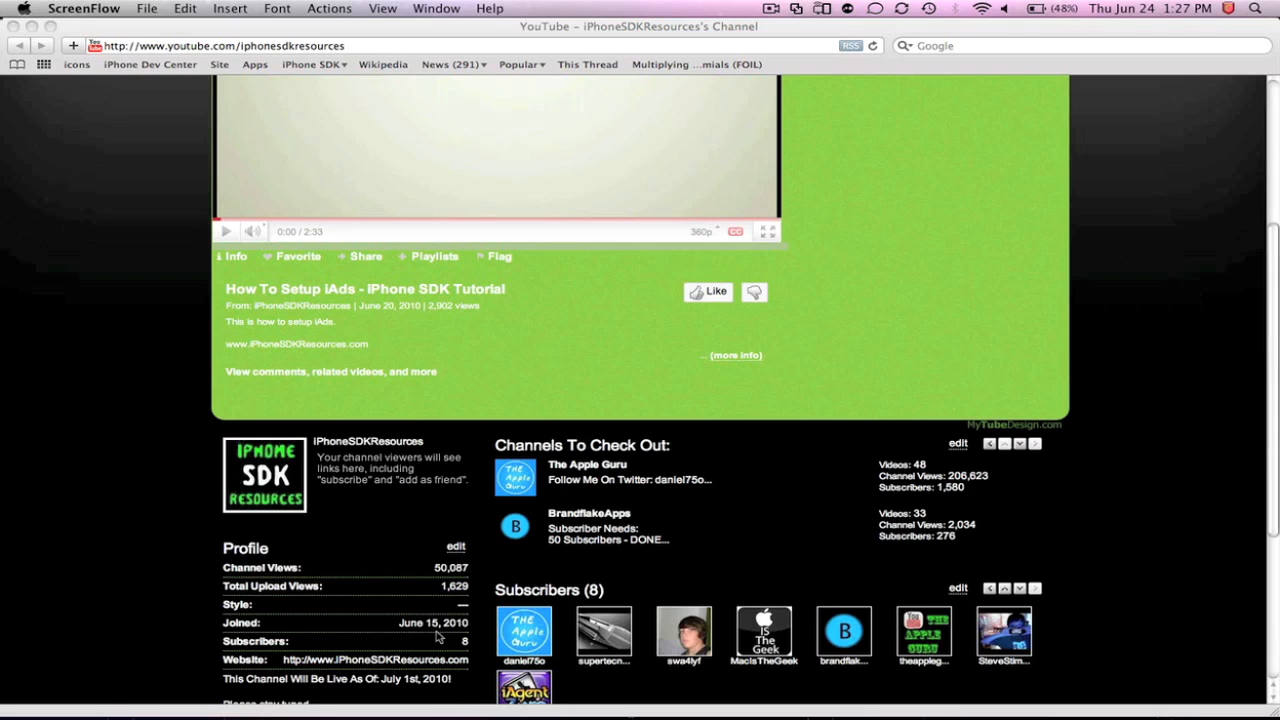 ScreenFlow File Edit Insert Font Actions View Window Help (48%) Thu Jun 24 1:27 PM
YouTube – iPhoneSDKResources's Channel
http://www.youtube.com/iphonesdkresources RSS Google
icons iPhone Dev Center Site Apps iPhone SDK Wikipedia News (291) Popular This Thread Multiplying ...mials (FOIL)
0:00 / 2:33 360p CC
Info Favorite Share Playlists Flag
How To Setup iAds - iPhone SDK Tutorial Like
From: iPhoneSDKResources | June 20, 2010 | 2,902 views
This is how to setup iAds.
www.iPhoneSDKResources.com
... (more info)
View comments, related videos, and more
MyTubeDesign.com
IPHONE
SDK
RESOURCES
iPhoneSDKResources
Your channel viewers will see
links here, including
"subscribe" and "add as friend".
Profile edit
Channel Views: 50,087
Total Upload Views: 1,629
Style: —
Joined: June 15, 2010
Subscribers: 8
Website: http://www.iPhoneSDKResources.com
This Channel Will Be Live As Of: July 1st, 2010!
Channels To Check Out: edit
THE
Apple
Guru
The Apple Guru
Follow Me On Twitter: daniel75o...
Videos: 48
Channel Views: 206,623
Subscribers: 1,580
B
BrandflakeApps
Subscriber Needs:
50 Subscribers - DONE...
Videos: 33
Channel Views: 2,034
Subscribers: 276
Subscribers (8) edit
THE
Apple
Guru
IS
The
Geek
B
You THE
APPLE
GURU
daniel75o supertecn... swa4lyf MacIsTheGeek brandflak... theappleg... SteveStim...
iAgent